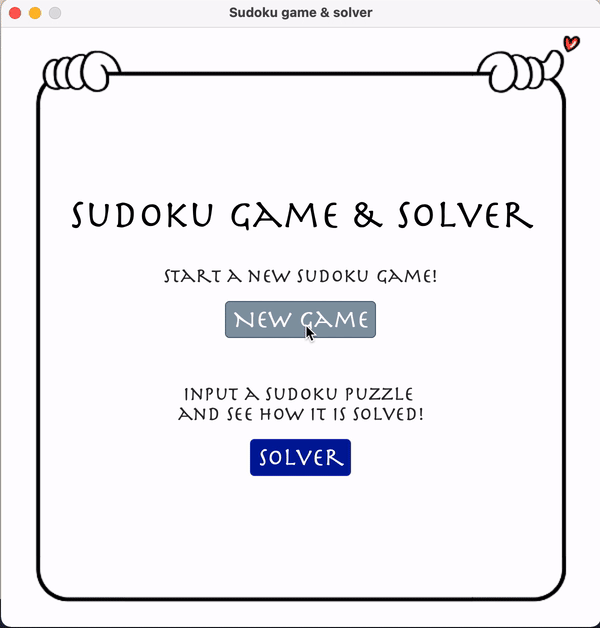 Sudoku game & solver
SUDOKU GAME & SOLVER
START A NEW SUDOKU GAME!
NEW GAME
INPUT A SUDOKU PUZZLE
AND SEE HOW IT IS SOLVED!
SOLVER